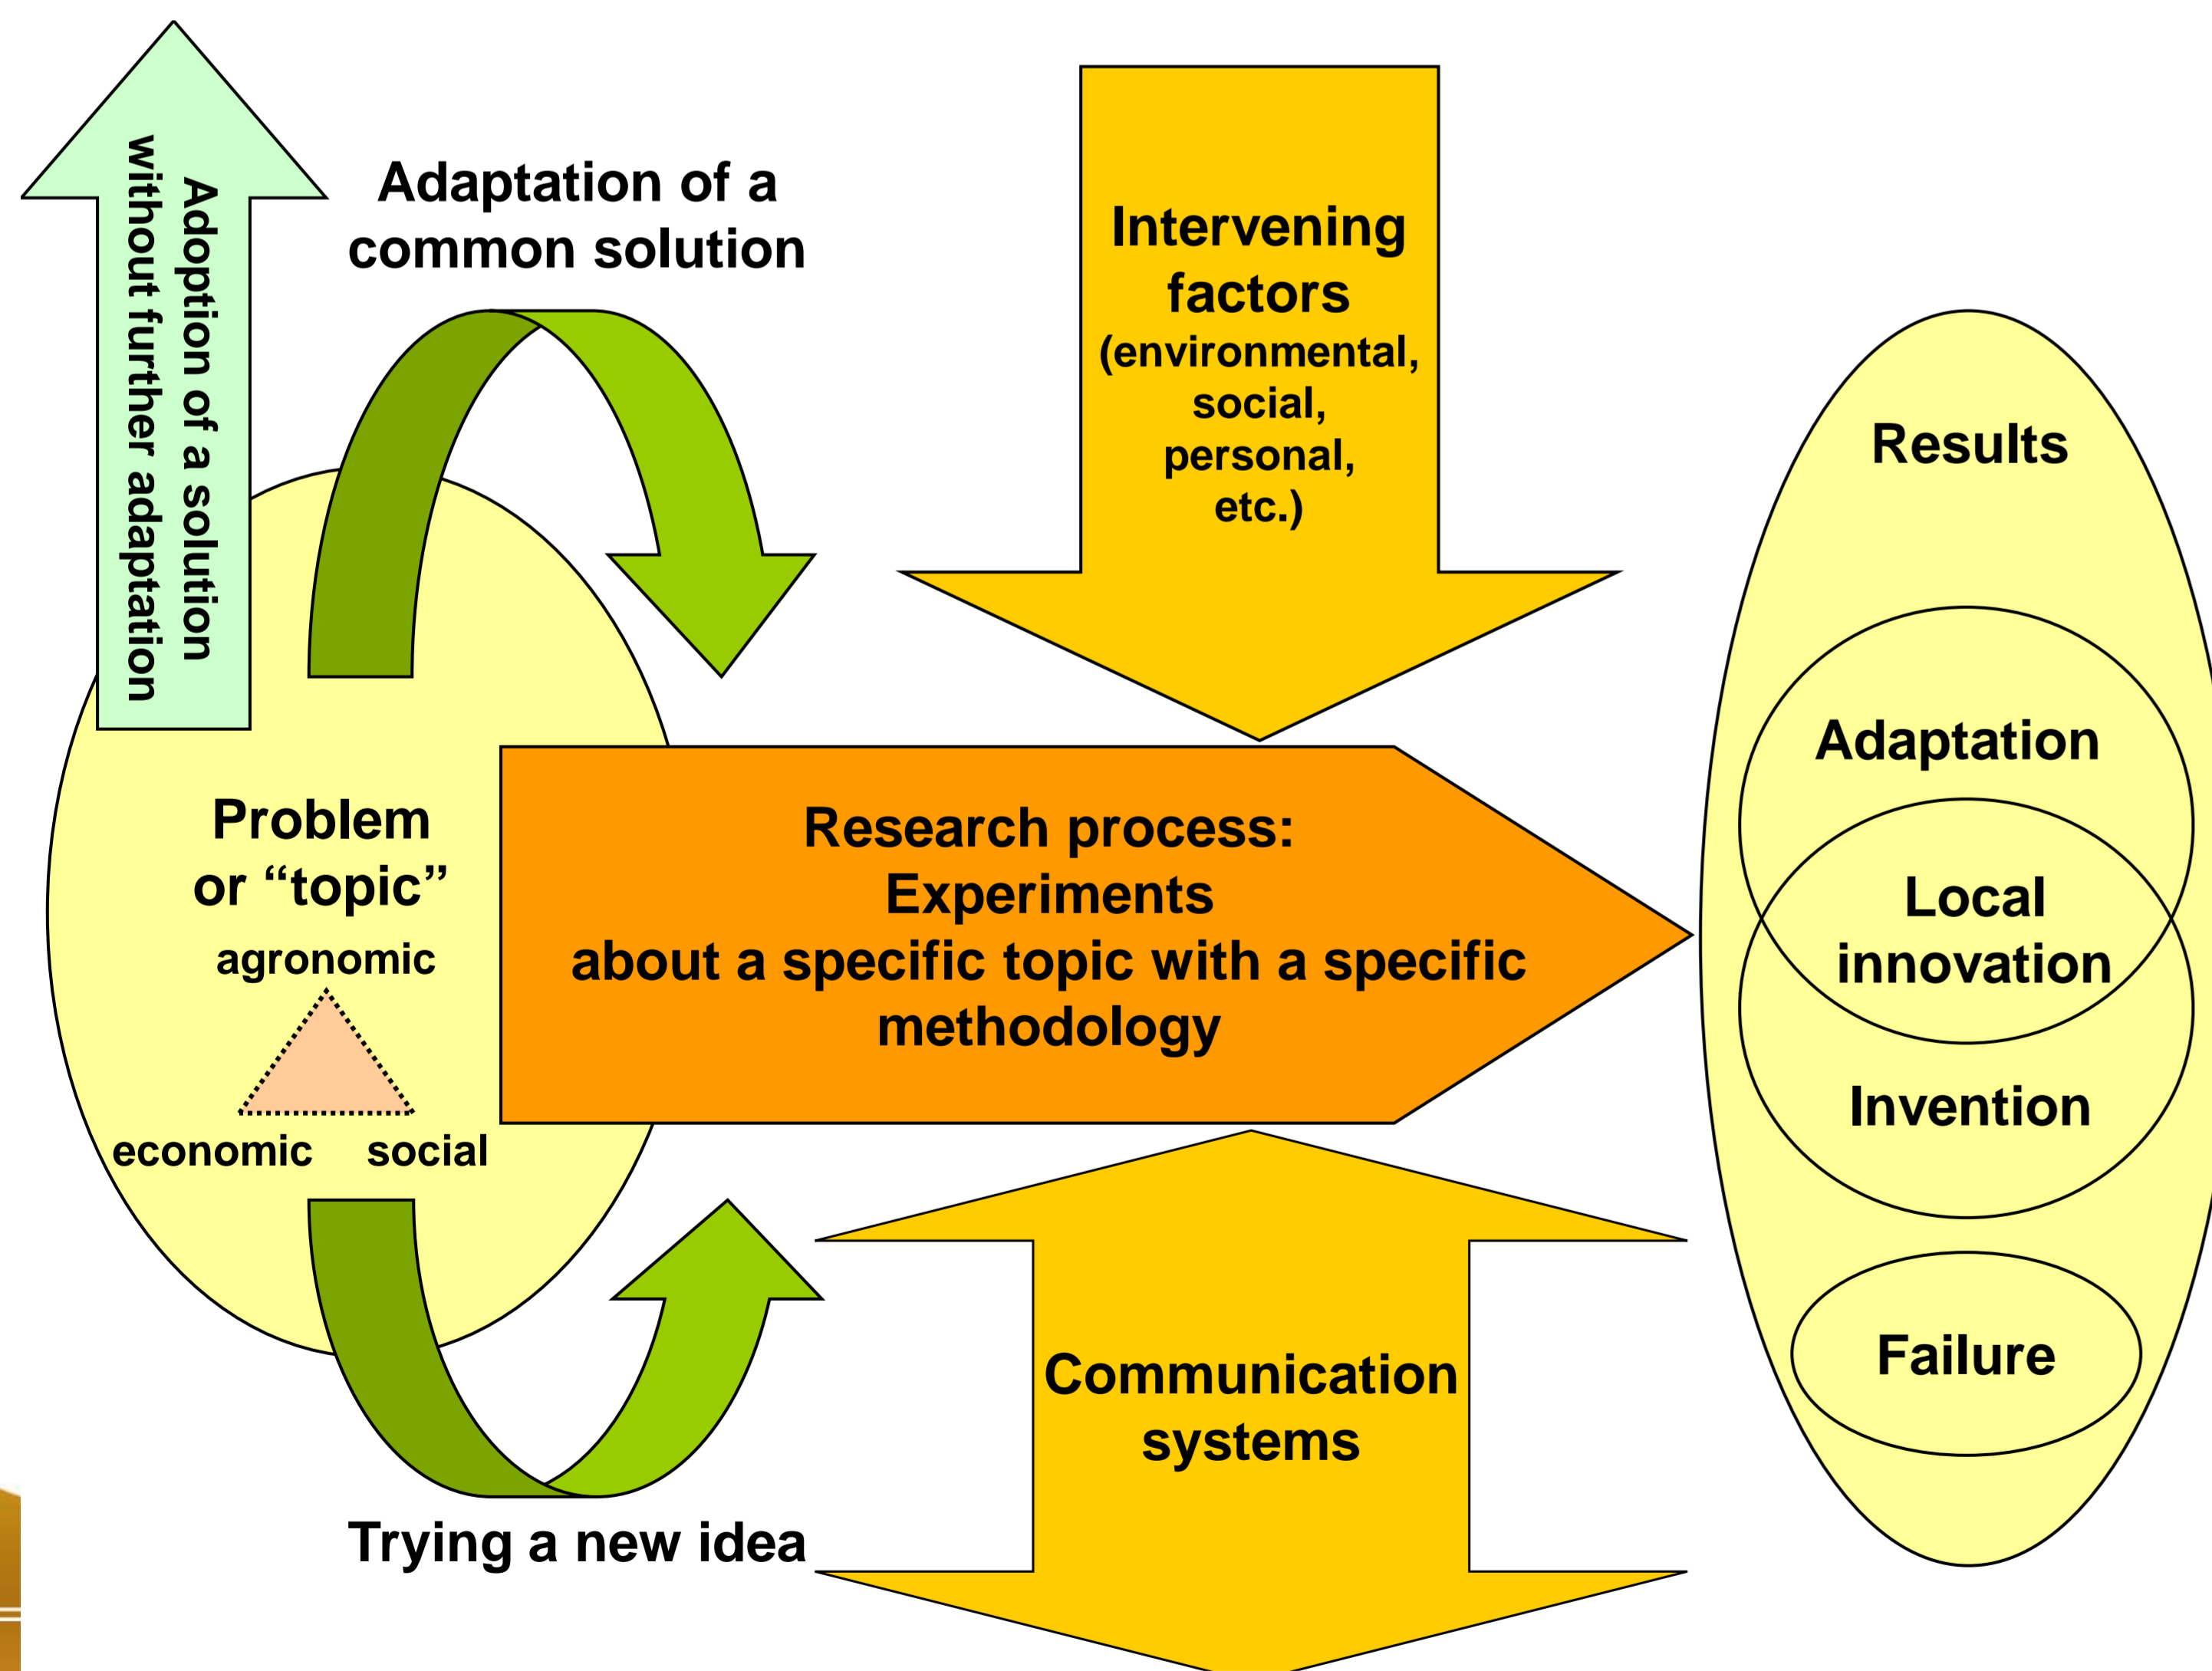 Adoption of a solution
without further adaptation
Adaptation of a
common solution
Intervening
factors
(environmental,
social,
personal,
etc.)
Results
Adaptation
Local
innovation
Invention
Failure
Problem
or “topic”
agronomic
economic social
Research process:
Experiments
about a specific topic with a specific
methodology
Communication
systems
Trying a new idea